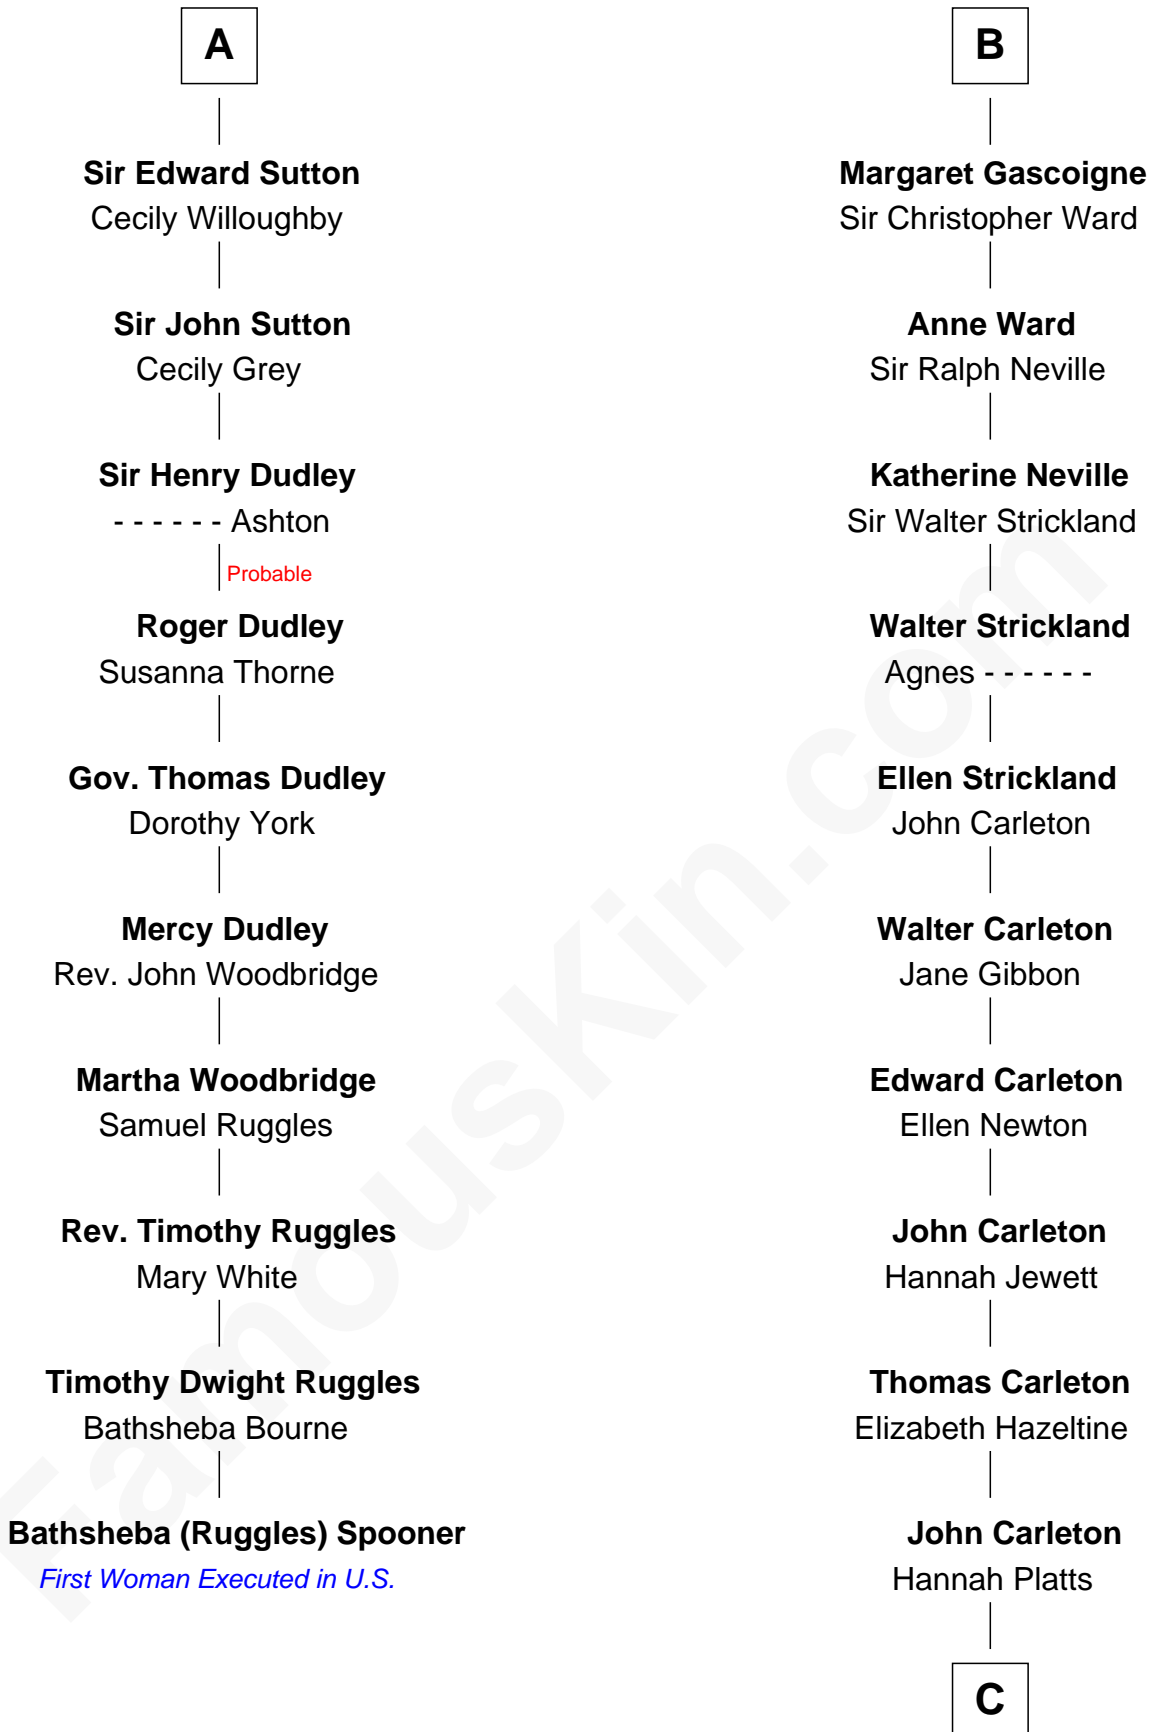 A
Sir Edward Sutton
Cecily Willoughby
Sir John Sutton
Cecily Grey
Sir Henry Dudley
- - - - - - Ashton
Probable
Roger Dudley
Susanna Thorne
Gov. Thomas Dudley
Dorothy York
Mercy Dudley
Rev. John Woodbridge
Martha Woodbridge
Samuel Ruggles
Rev. Timothy Ruggles
Mary White
Timothy Dwight Ruggles
Bathsheba Bourne
Bathsheba (Ruggles) Spooner
First Woman Executed in U.S.
B
Margaret Gascoigne
Sir Christopher Ward
Anne Ward
Sir Ralph Neville
Katherine Neville
Sir Walter Strickland
Walter Strickland
Agnes - - - - - -
Ellen Strickland
John Carleton
Walter Carleton
Jane Gibbon
Edward Carleton
Ellen Newton
John Carleton
Hannah Jewett
Thomas Carleton
Elizabeth Hazeltine
John Carleton
Hannah Platts
C
FamousKin.com